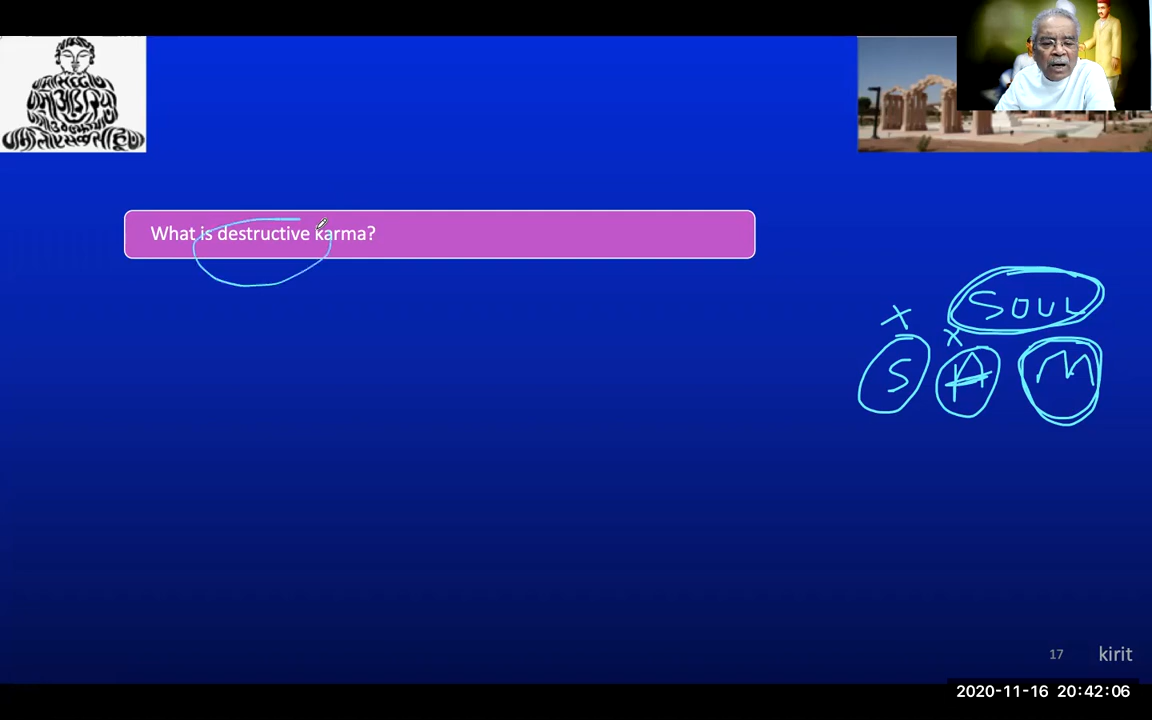 What is destructive karma?
SOUL
x x
S A M
17 kirit
2020-11-16 20:42:06